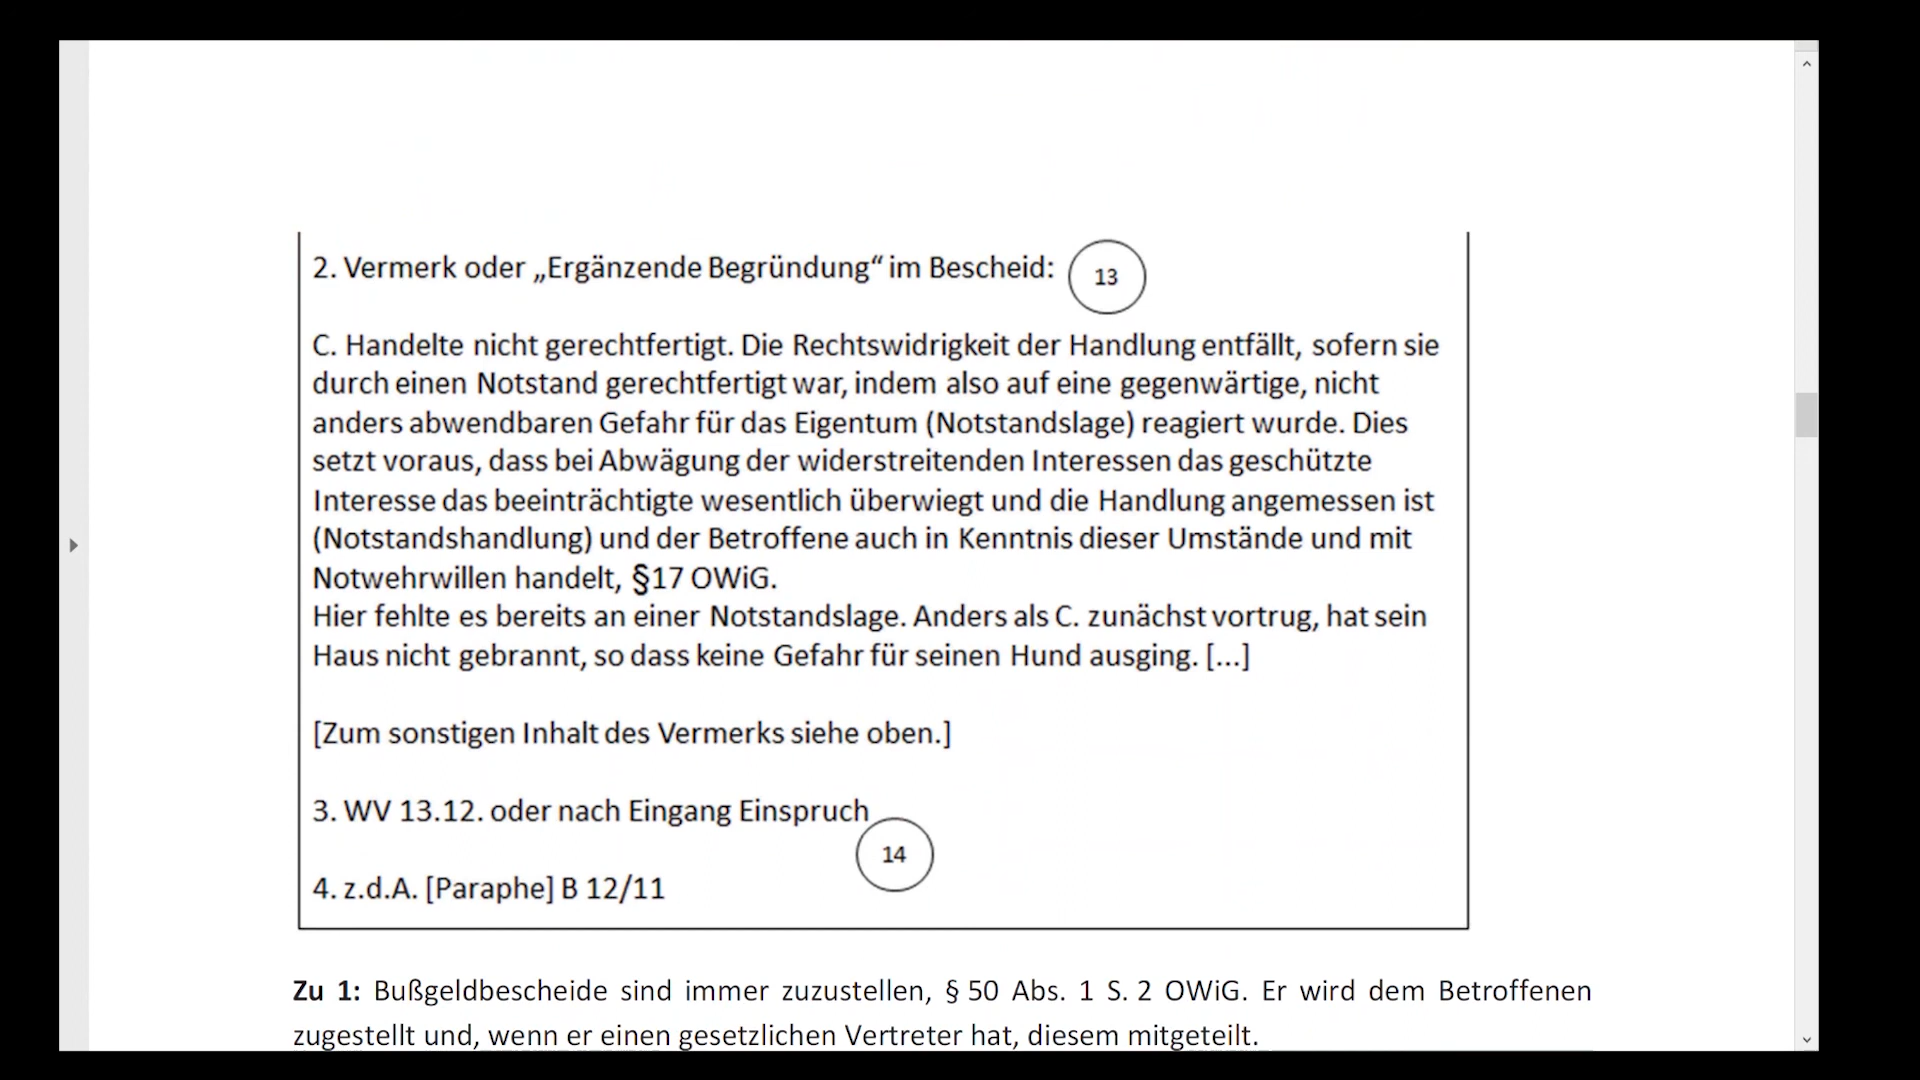 2. Vermerk oder „Ergänzende Begründung“ im Bescheid: 13
C. Handelte nicht gerechtfertigt. Die Rechtswidrigkeit der Handlung entfällt, sofern sie
durch einen Notstand gerechtfertigt war, indem also auf eine gegenwärtige, nicht
anders abwendbaren Gefahr für das Eigentum (Notstandslage) reagiert wurde. Dies
setzt voraus, dass bei Abwägung der widerstreitenden Interessen das geschützte
Interesse das beeinträchtigte wesentlich überwiegt und die Handlung angemessen ist
(Notstandshandlung) und der Betroffene auch in Kenntnis dieser Umstände und mit
Notwehrwillen handelt, §17 OWiG.
Hier fehlte es bereits an einer Notstandslage. Anders als C. zunächst vortrug, hat sein
Haus nicht gebrannt, so dass keine Gefahr für seinen Hund ausging. [...]
[Zum sonstigen Inhalt des Vermerks siehe oben.]
3. WV 13.12. oder nach Eingang Einspruch
14
4. z.d.A. [Paraphe] B 12/11
Zu 1: Bußgeldbescheide sind immer zuzustellen, § 50 Abs. 1 S. 2 OWiG. Er wird dem Betroffenen
zugestellt und, wenn er einen gesetzlichen Vertreter hat, diesem mitgeteilt.